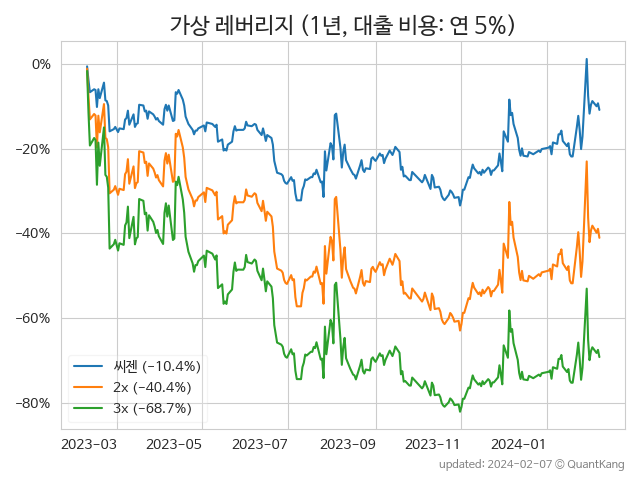 가상 레버리지 (1년, 대출 비용: 연 5%)
0%
−20%
−40%
−60%
−80%
씨젠 (−10.4%)
2x (−40.4%)
3x (−68.7%)
2023-03 2023-05 2023-07 2023-09 2023-11 2024-01
updated: 2024-02-07 © QuantKang